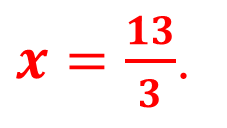 x = 13/3.